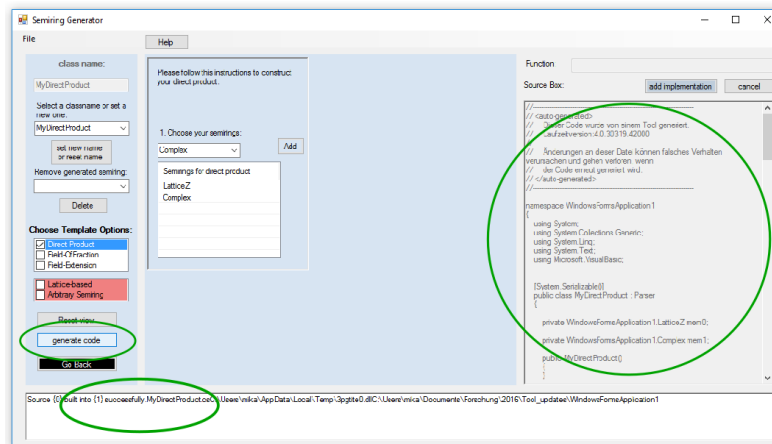 Semiring Generator
File
Help
class name:
MyDirectProduct
Select a classname or set a
new one:
MyDirectProduct
set new name
or reset name
Remove generated semiring:
Delete
Choose Template Options:
Direct Product
Field-Of-Fraction
Field-Extension
Lattice-based
Arbitrary Semiring
Reset view
generate code
Go Back
Please follow this instructions to construct
your direct product:
1. Choose your semirings:
Complex
Add
Semirings for direct product
LatticeZ
Complex
Function
Source Box:
add implementation
cancel
//
// <auto-generated>
// Dieser Code wurde von einem Tool generiert.
// Laufzeitversion:4.0.30319.42000
//
// Änderungen an dieser Datei können falsches Verhalten
verursachen und gehen verloren, wenn
// der Code erneut generiert wird.
// </auto-generated>
//
namespace WindowsFormsApplication1
{
using System;
using System.Collections.Generic;
using System.Linq;
using System.Text;
using Microsoft.VisualBasic;
[System.Serializable()]
public class MyDirectProduct : Parser
{
private WindowsFormsApplication1.LatticeZ mem0;
private WindowsFormsApplication1.Complex mem1;
public MyDirectProduct()
{
}
Source {0} built into {1} successfully.MyDirectProduct.csC:\Users\mika\AppData\Local\Temp\3pgtite0.dllC:\Users\mika\Documents\Forschung\2016\Tool_updates\WindowsFormsApplication1